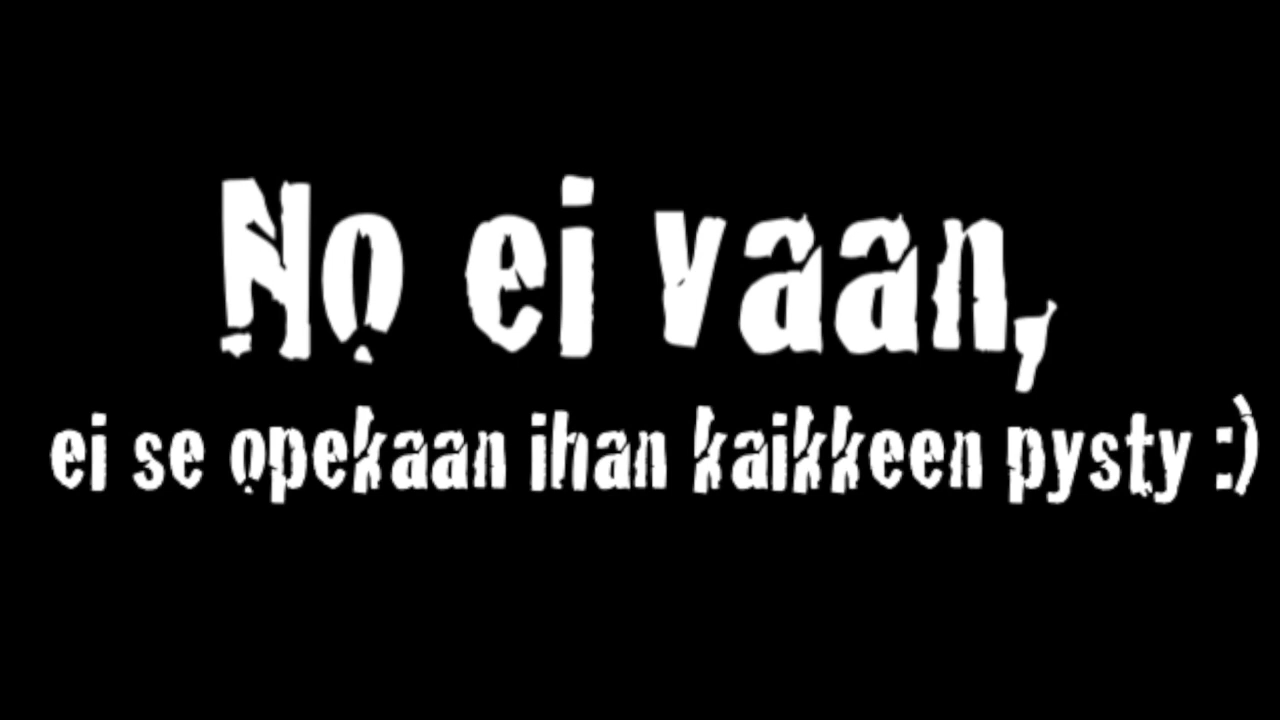 No ei vaan,
ei se opekaan ihan kaikkeen pysty :)